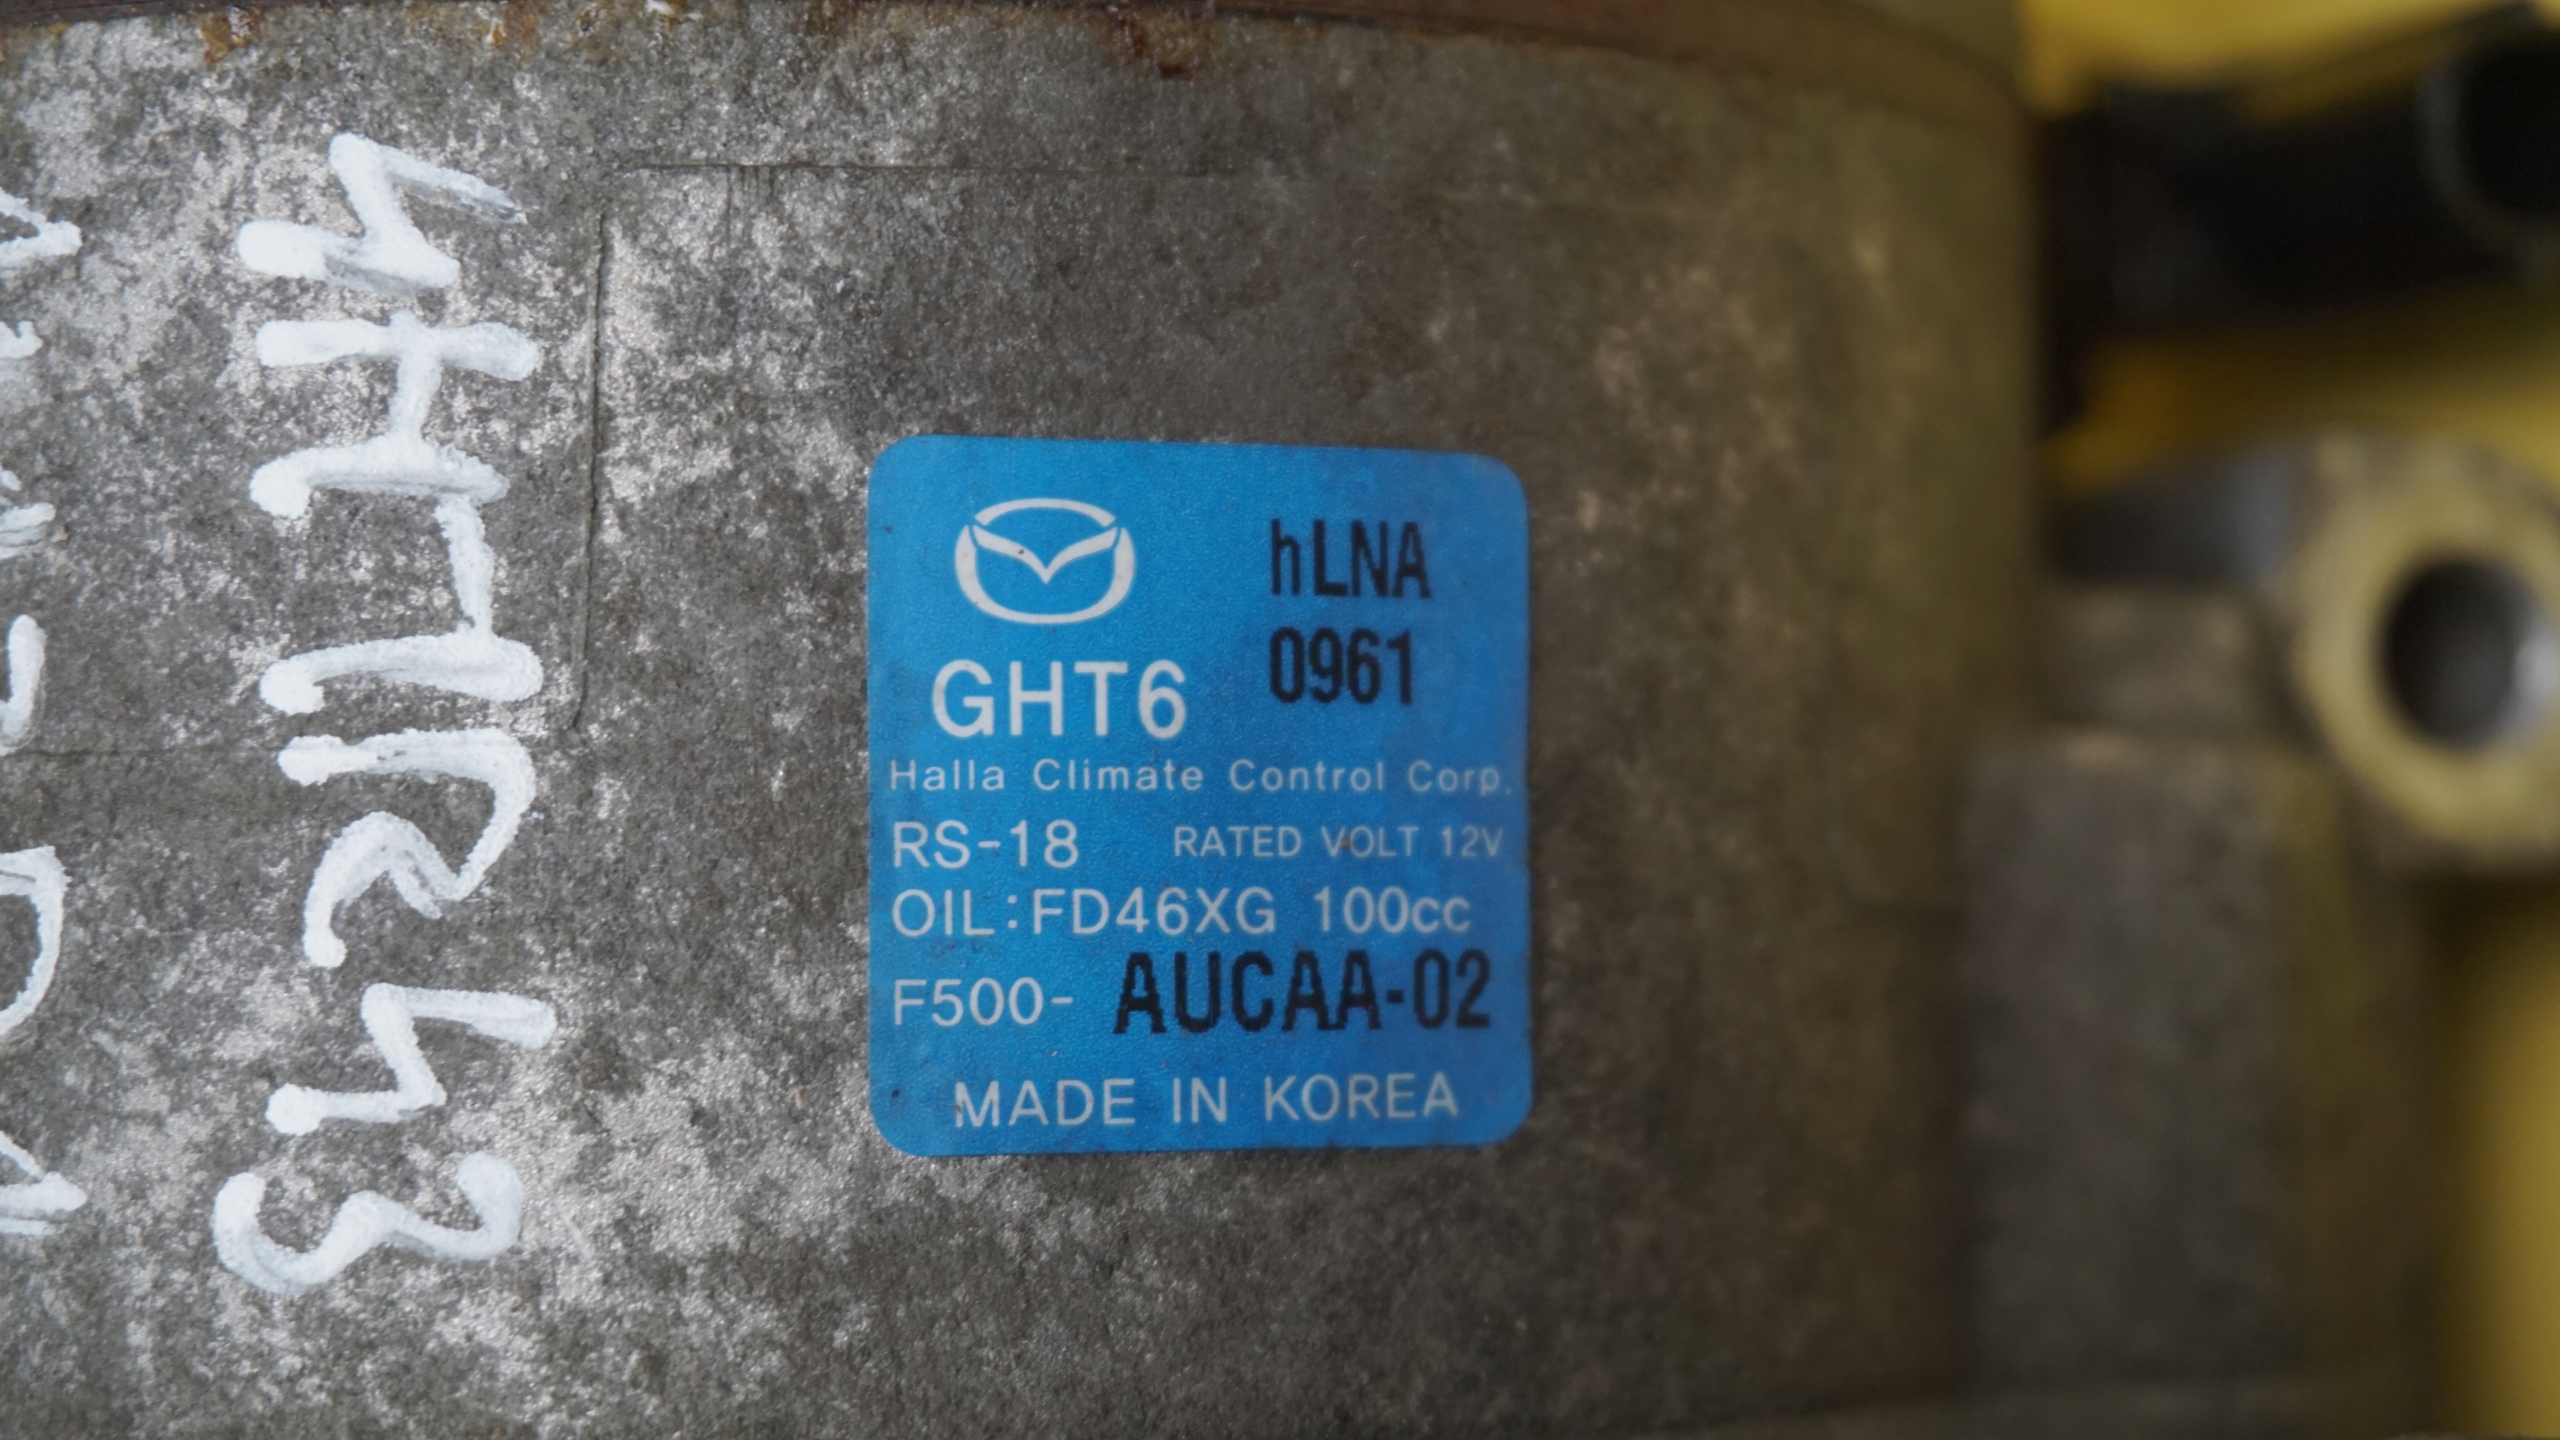 hLNA
0961
GHT6
Halla Climate Control Corp.
RS-18 RATED VOLT 12V
OIL:FD46XG 100cc
F500- AUCAA-02
MADE IN KOREA